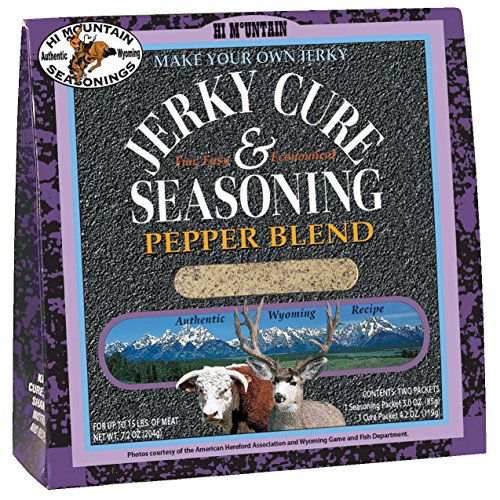 HI MOUNTAIN
Authentic Wyoming
SEASONINGS
HI MOUNTAIN
MAKE YOUR OWN JERKY
JERKY CURE
Fun, Easy & Economical
SEASONING
PEPPER BLEND
Authentic Wyoming Recipe
FOR UP TO 15 LBS. OF MEAT
NET WT. 7.2 OZ. (204g)
CONTENTS: TWO PACKETS
1 Seasoning Packet 3.0 OZ. (85g)
1 Cure Packet 4.2 OZ. (119g)
Photos courtesy of the American Hereford Association and Wyoming Game and Fish Department.